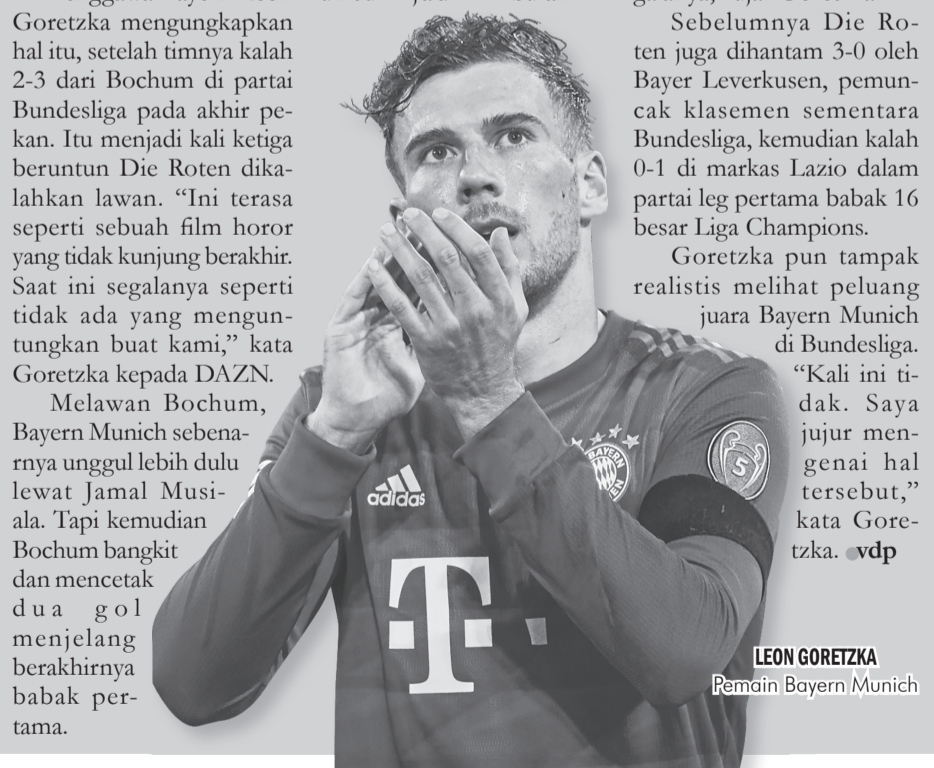 Goretzka mengungkapkan
hal itu, setelah timnya kalah
2-3 dari Bochum di partai
Bundesliga pada akhir pe-
kan. Itu menjadi kali ketiga
beruntun Die Roten dika-
lahkan lawan. “Ini terasa
seperti sebuah film horor
yang tidak kunjung berakhir.
Saat ini segalanya seperti
tidak ada yang mengun-
tungkan buat kami,” kata
Goretzka kepada DAZN.
Melawan Bochum,
Bayern Munich sebena-
rnya unggul lebih dulu
lewat Jamal Musi-
ala. Tapi kemudian
Bochum bangkit
dan mencetak
dua gol
menjelang
berakhirnya
babak per-
tama.
Sebelumnya Die Ro-
ten juga dihantam 3-0 oleh
Bayer Leverkusen, pemun-
cak klasemen sementara
Bundesliga, kemudian kalah
0-1 di markas Lazio dalam
partai leg pertama babak 16
besar Liga Champions.
Goretzka pun tampak
realistis melihat peluang
juara Bayern Munich
di Bundesliga.
“Kali ini ti-
dak. Saya
jujur men-
genai hal
tersebut,”
kata Gore-
tzka. vdp
adidas
BAYERN
5
T
LEON GORETZKA
Pemain Bayern Munich